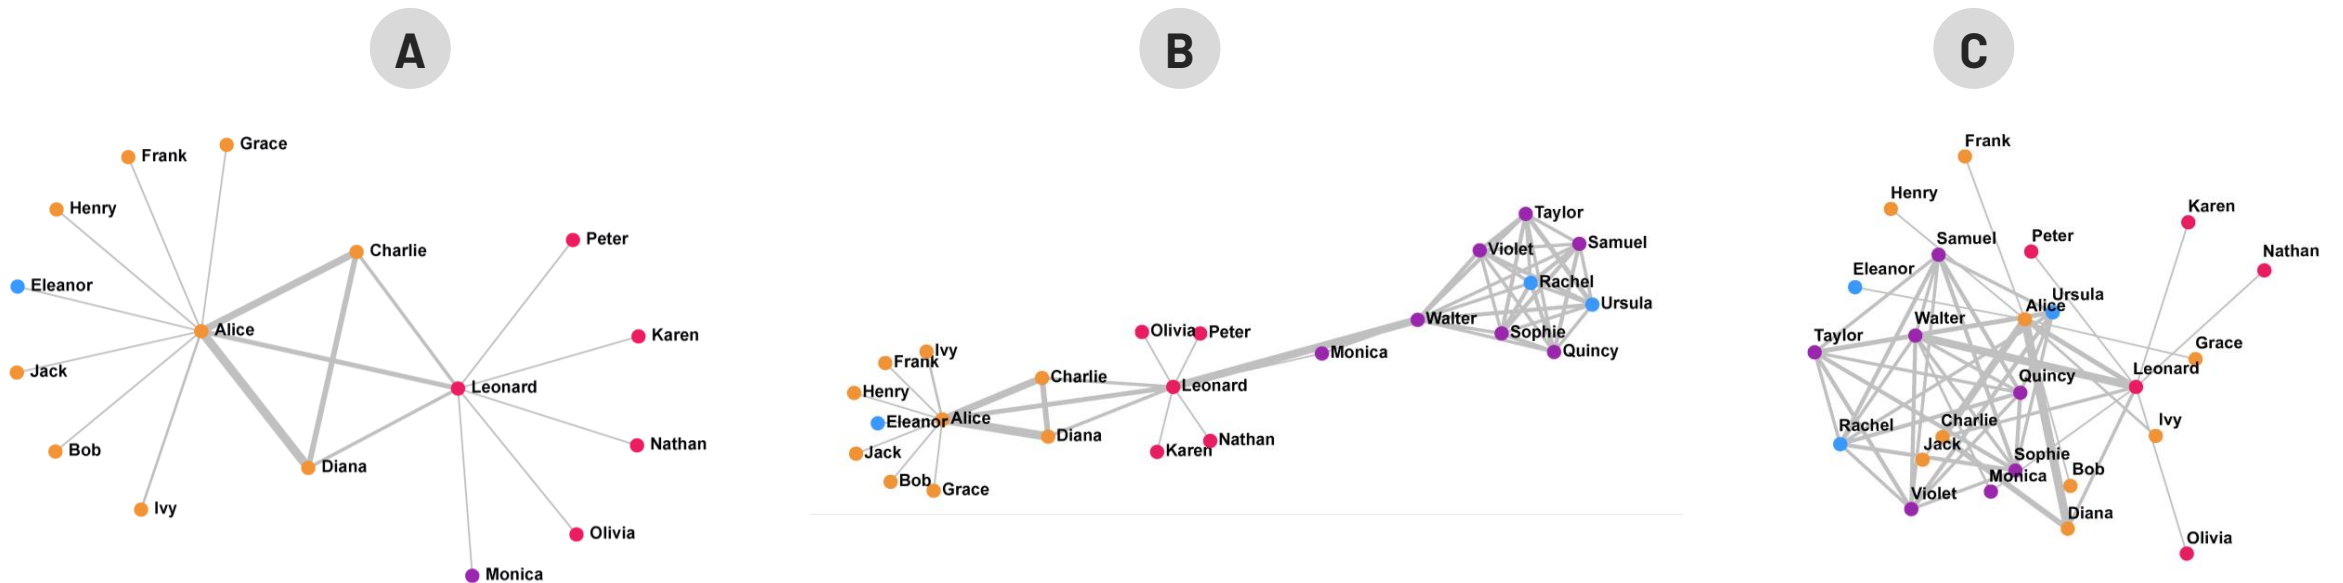 A
B
C
Grace
Frank
Henry
Charlie
Peter
Eleanor
Alice
Karen
Jack
Leonard
Bob
Diana
Nathan
Ivy
Olivia
Monica
Taylor
Violet
Samuel
Rachel
Ursula
Walter
Sophie
Quincy
Olivia
Peter
Monica
Ivy
Frank
Charlie
Leonard
Henry
Eleanor
Alice
Diana
Nathan
Jack
Karen
Bob
Grace
Frank
Henry
Karen
Samuel
Peter
Nathan
Eleanor
Ursula
Alice
Walter
Taylor
Grace
Leonard
Quincy
Charlie
Ivy
Rachel
Jack
Sophie
Bob
Monica
Violet
Diana
Olivia